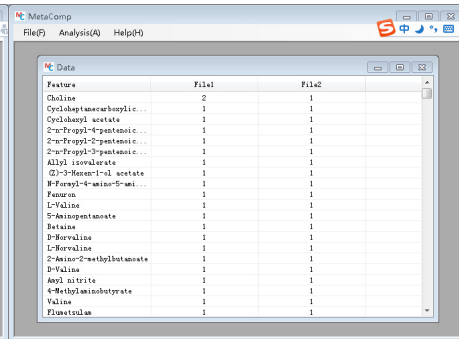 MetaComp
File(F) Analysis(A) Help(H)
中
Data
Feature File1 File2
Choline 2 1
Cycloheptanecarboxylic... 1 1
Cyclohexyl acetate 1 1
2-n-Propyl-4-pentenoic... 1 1
2-n-Propyl-2-pentenoic... 1 1
2-n-Propyl-3-pentenoic... 1 1
Allyl isovalerate 1 1
(Z)-3-Hexen-1-ol acetate 1 1
N-Formyl-4-amino-5-ami... 1 1
Fenuron 1 1
L-Valine 1 1
5-Aminopentanoate 1 1
Betaine 1 1
D-Norvaline 1 1
L-Norvaline 1 1
2-Amino-2-methylbutanoate 1 1
D-Valine 1 1
Amyl nitrite 1 1
4-Methylaminobutyrate 1 1
Valine 1 1
Flumetsulam 1 1